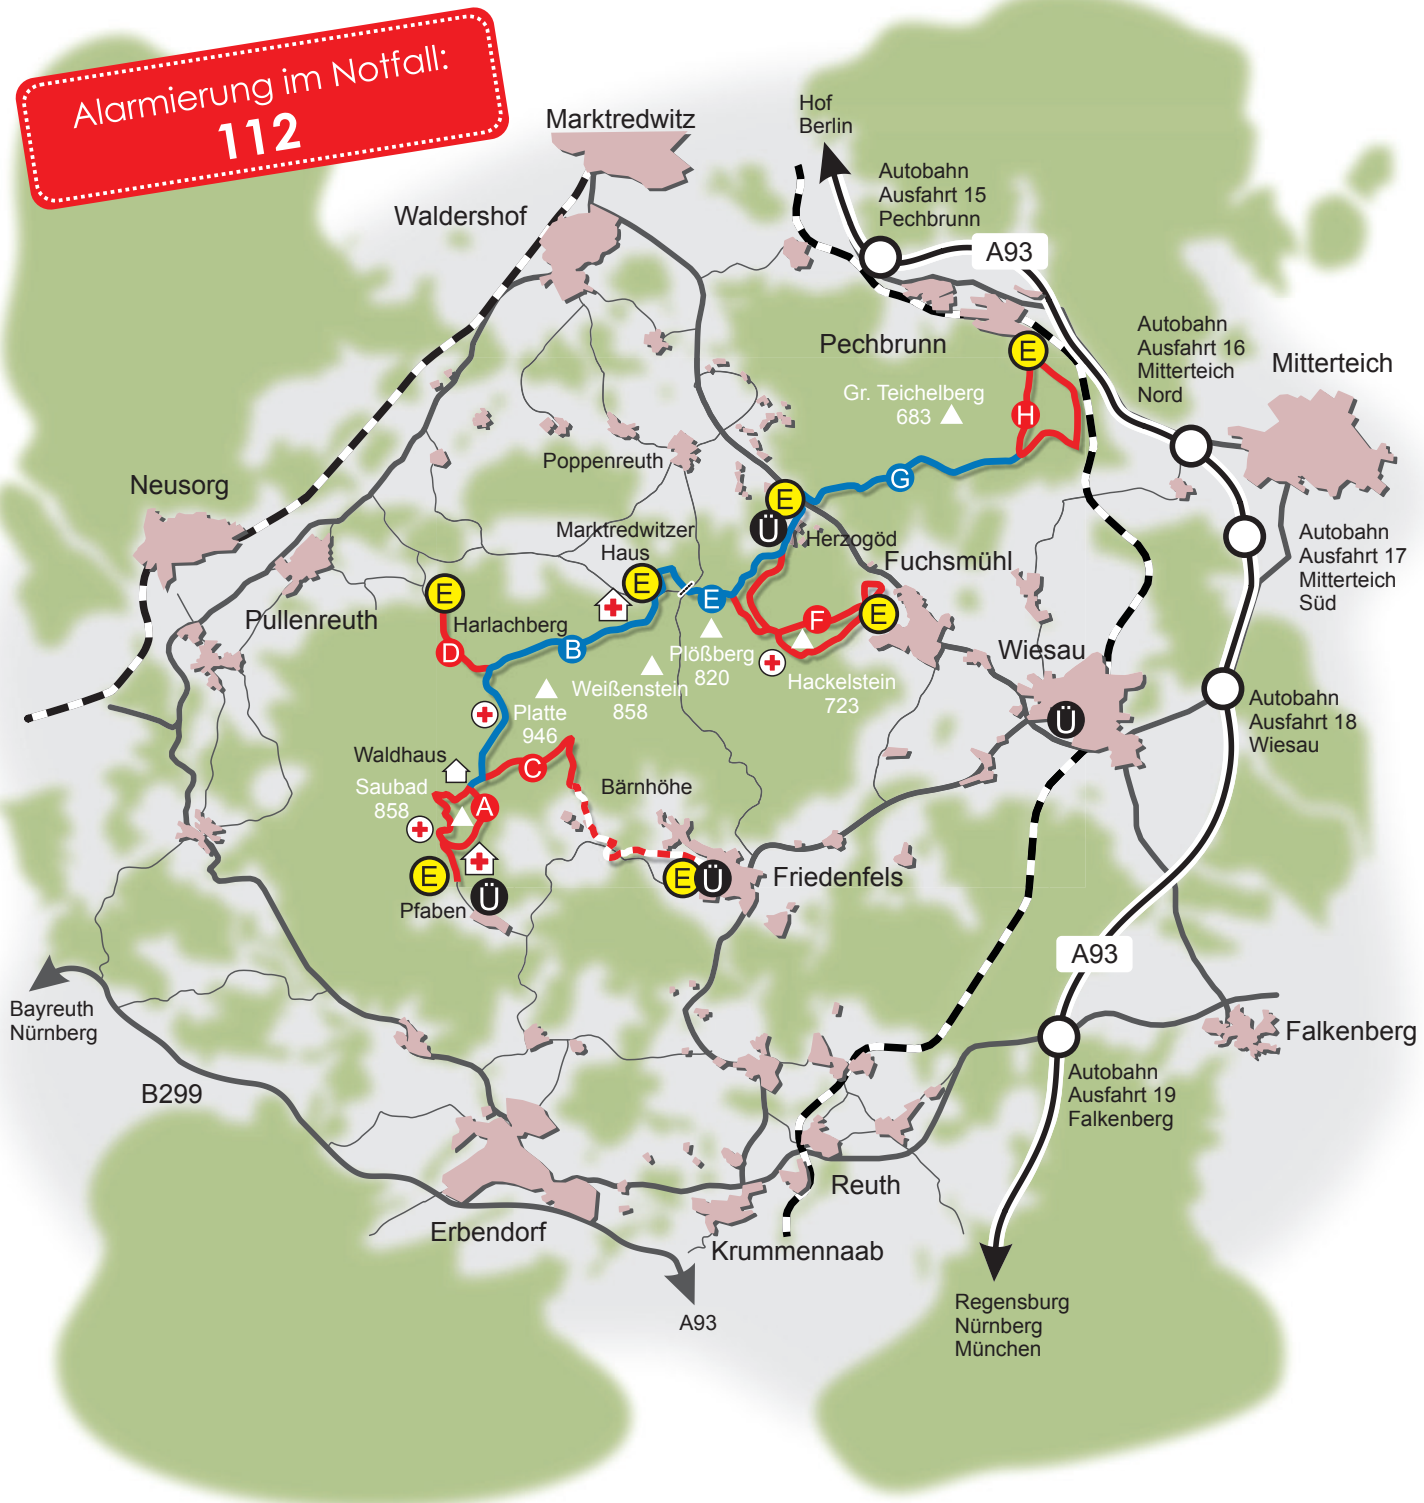 Alarmierung im Notfall:
112
Marktredwitz
Hof
Berlin
Autobahn
Ausfahrt 15
Pechbrunn
Waldershof
A93
Pechbrunn
E
Autobahn
Ausfahrt 16
Mitterteich
Nord
Mitterteich
Gr. Teichelberg
683
H
Poppenreuth
G
Neusorg
E
Ü
Marktredwitzer
Haus
Herzogöd
Autobahn
Ausfahrt 17
Mitterteich
Süd
Fuchsmühl
E
E
E
E
Pullenreuth
Harlachberg
F
D
B
Plößberg
820
Wiesau
Weißenstein
858
Hackelstein
723
Platte
946
Ü
Autobahn
Ausfahrt 18
Wiesau
Waldhaus
C
Saubad
858
A
Bärnhöhe
E
Pfaben
Ü
E
Ü
Friedenfels
A93
Bayreuth
Nürnberg
Falkenberg
B299
Autobahn
Ausfahrt 19
Falkenberg
Reuth
Erbendorf
Krummennaab
A93
Regensburg
Nürnberg
München